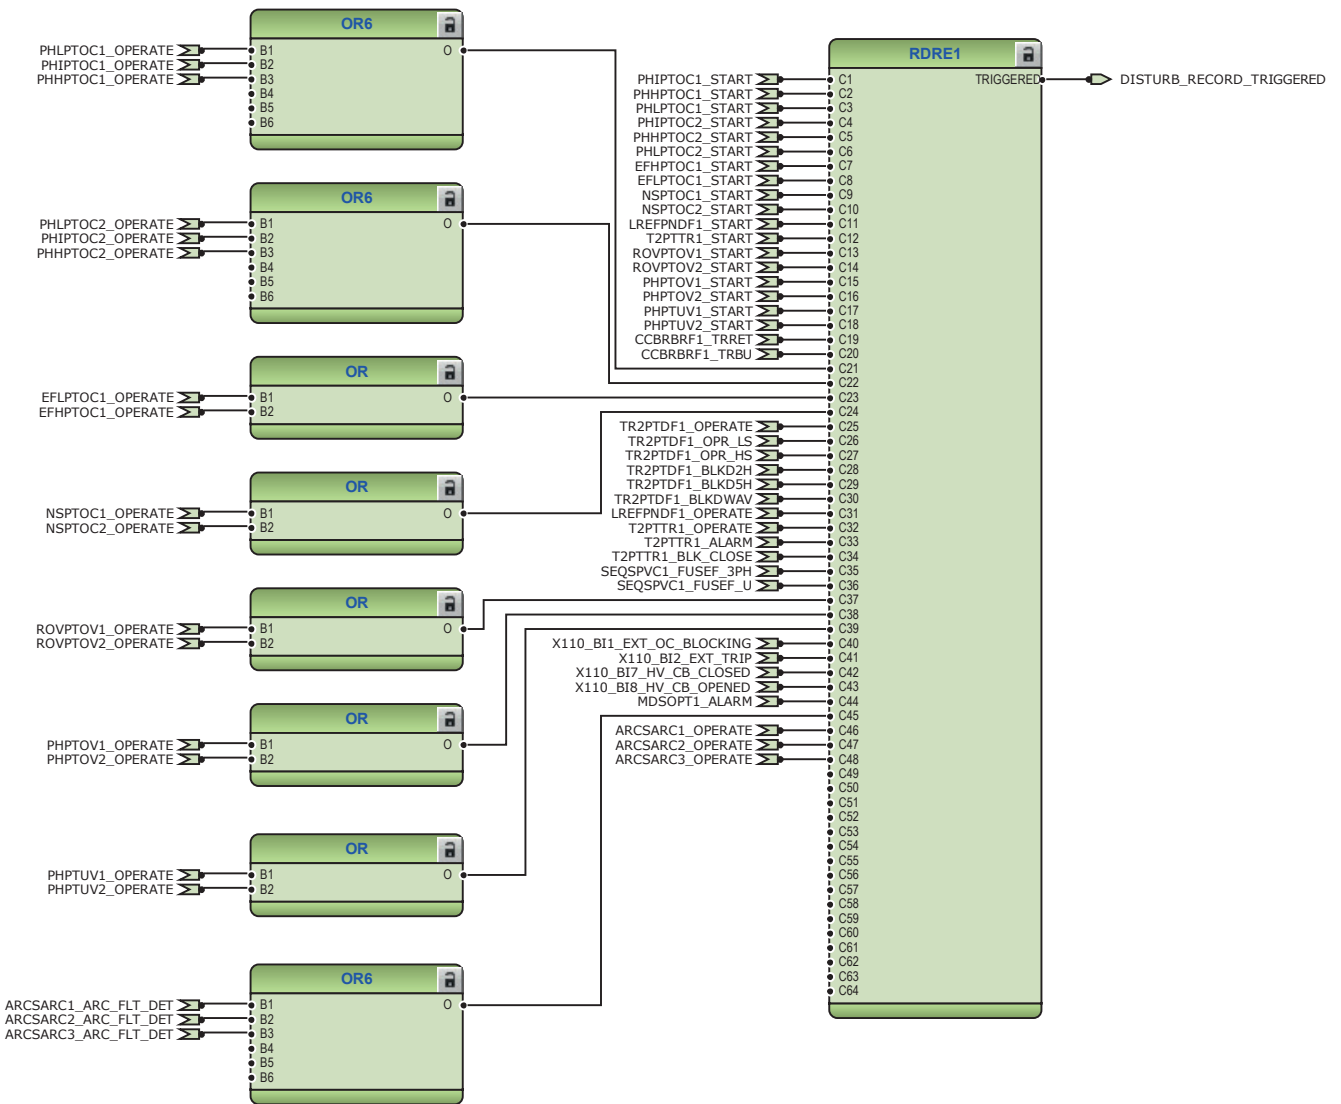 OR6
PHLPTOC1_OPERATE B1 O
PHIPTOC1_OPERATE B2
PHHPTOC1_OPERATE B3
B4
B5
B6
OR6
PHLPTOC2_OPERATE B1 O
PHIPTOC2_OPERATE B2
PHHPTOC2_OPERATE B3
B4
B5
B6
OR
EFLPTOC1_OPERATE B1 O
EFHPTOC1_OPERATE B2
OR
NSPTOC1_OPERATE B1 O
NSPTOC2_OPERATE B2
OR
ROVPTOV1_OPERATE B1 O
ROVPTOV2_OPERATE B2
OR
PHPTOV1_OPERATE B1 O
PHPTOV2_OPERATE B2
OR
PHPTUV1_OPERATE B1 O
PHPTUV2_OPERATE B2
OR6
ARCSARC1_ARC_FLT_DET B1 O
ARCSARC2_ARC_FLT_DET B2
ARCSARC3_ARC_FLT_DET B3
B4
B5
B6
RDRE1
PHIPTOC1_START C1 TRIGGERED DISTURB_RECORD_TRIGGERED
PHHPTOC1_START C2
PHLPTOC1_START C3
PHIPTOC2_START C4
PHHPTOC2_START C5
PHLPTOC2_START C6
EFHPTOC1_START C7
EFLPTOC1_START C8
NSPTOC1_START C9
NSPTOC2_START C10
LREFPNDF1_START C11
T2PTTR1_START C12
ROVPTOV1_START C13
ROVPTOV2_START C14
PHPTOV1_START C15
PHPTOV2_START C16
PHPTUV1_START C17
PHPTUV2_START C18
CCBRBRF1_TRRET C19
CCBRBRF1_TRBU C20
C21
C22
C23
C24
TR2PTDF1_OPERATE C25
TR2PTDF1_OPR_LS C26
TR2PTDF1_OPR_HS C27
TR2PTDF1_BLKD2H C28
TR2PTDF1_BLKD5H C29
TR2PTDF1_BLKDWAV C30
LREFPNDF1_OPERATE C31
T2PTTR1_OPERATE C32
T2PTTR1_ALARM C33
T2PTTR1_BLK_CLOSE C34
SEQSPVC1_FUSEF_3PH C35
SEQSPVC1_FUSEF_U C36
C37
C38
C39
X110_BI1_EXT_OC_BLOCKING C40
X110_BI2_EXT_TRIP C41
X110_BI7_HV_CB_CLOSED C42
X110_BI8_HV_CB_OPENED C43
MDSOPT1_ALARM C44
C45
ARCSARC1_OPERATE C46
ARCSARC2_OPERATE C47
ARCSARC3_OPERATE C48
C49
C50
C51
C52
C53
C54
C55
C56
C57
C58
C59
C60
C61
C62
C63
C64